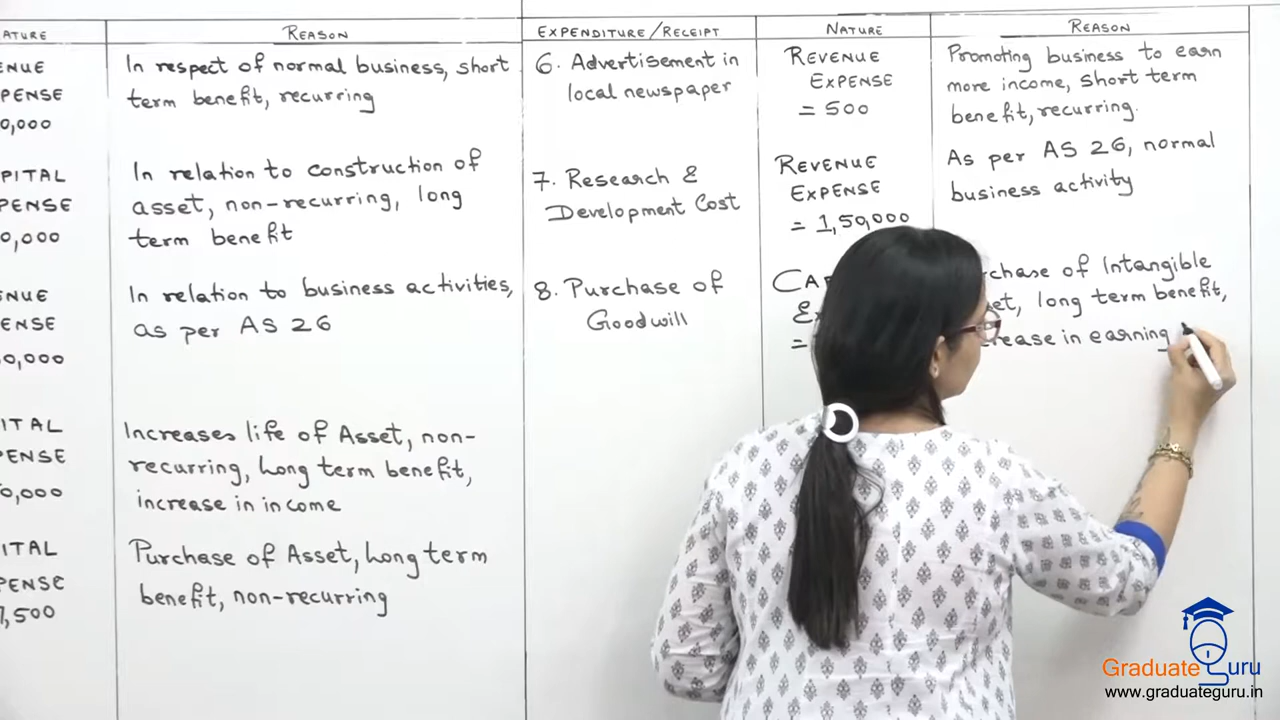 ATURE
REASON
ENUE
PENSE
0,000
In respect of normal business, short
term benefit, recurring
PITAL
PENSE
0,000
In relation to construction of
asset, non-recurring, long
term benefit
ENUE
ENSE
0,000
In relation to business activities,
as per AS 26
ITAL
PENSE
0,000
Increases life of Asset, non-
recurring, Long term benefit,
increase in income
ITAL
PENSE
7,500
Purchase of Asset, Long term
benefit, non-recurring
EXPENDITURE/RECEIPT
NATURE
REASON
6. Advertisement in
local newspaper
REVENUE
EXPENSE
= 500
Promoting business to earn
more income, short term
benefit, recurring.
7. Research &
Development Cost
REVENUE
EXPENSE
= 1,50,000
As per AS 26, normal
business activity
8. Purchase of
Goodwill
CAP
E
=
chase of Intangible
et, long term benefit,
rease in earning
Graduate Guru
www.graduateguru.in